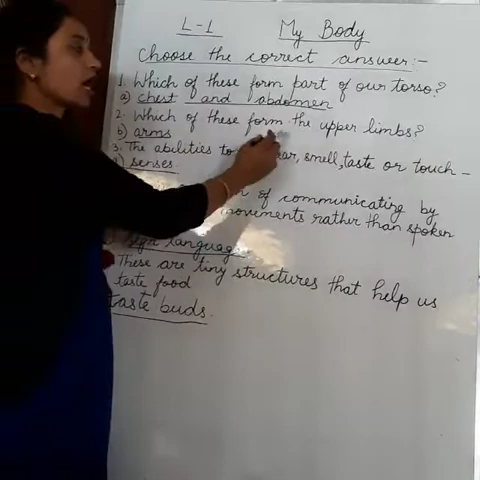 L-1 My Body
Choose the correct answer:-
1. Which of these form part of our torso?
a) chest and abdomen
2. Which of these form the upper limbs?
b) arms
3. The abilities to hear, smell, taste or touch -
senses
of communicating by
movements rather than spoken
sign language
These are tiny structures that help us
taste food
taste buds.